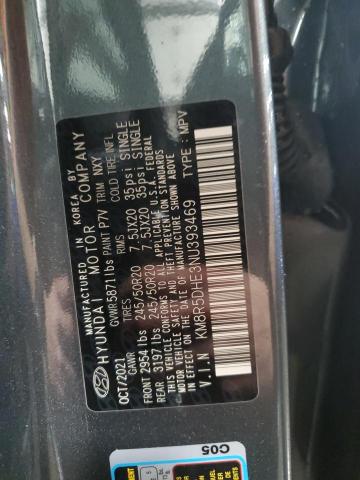 MANUFACTURED IN KOREA BY
HYUNDAI MOTOR COMPANY
OCT/2021 GVWR 5871 lbs PAINT P7V TRIM NXY
GAWR TIRES RIMS COLD TIRE INFL
FRONT 2954 lbs 245/50R20 7.5JX20 35psi SINGLE
REAR 3197 lbs 245/50R20 7.5JX20 35psi SINGLE
THIS VEHICLE CONFORMS TO ALL APPLICABLE U.S.A. FEDERAL
MOTOR VEHICLE SAFETY AND THEFT PREVENTION STANDARDS
IN EFFECT ON THE DATE OF MANUFACTURE SHOWN ABOVE
V.I.N KM8R5DHE3NU393469 TYPE : MPV
C05